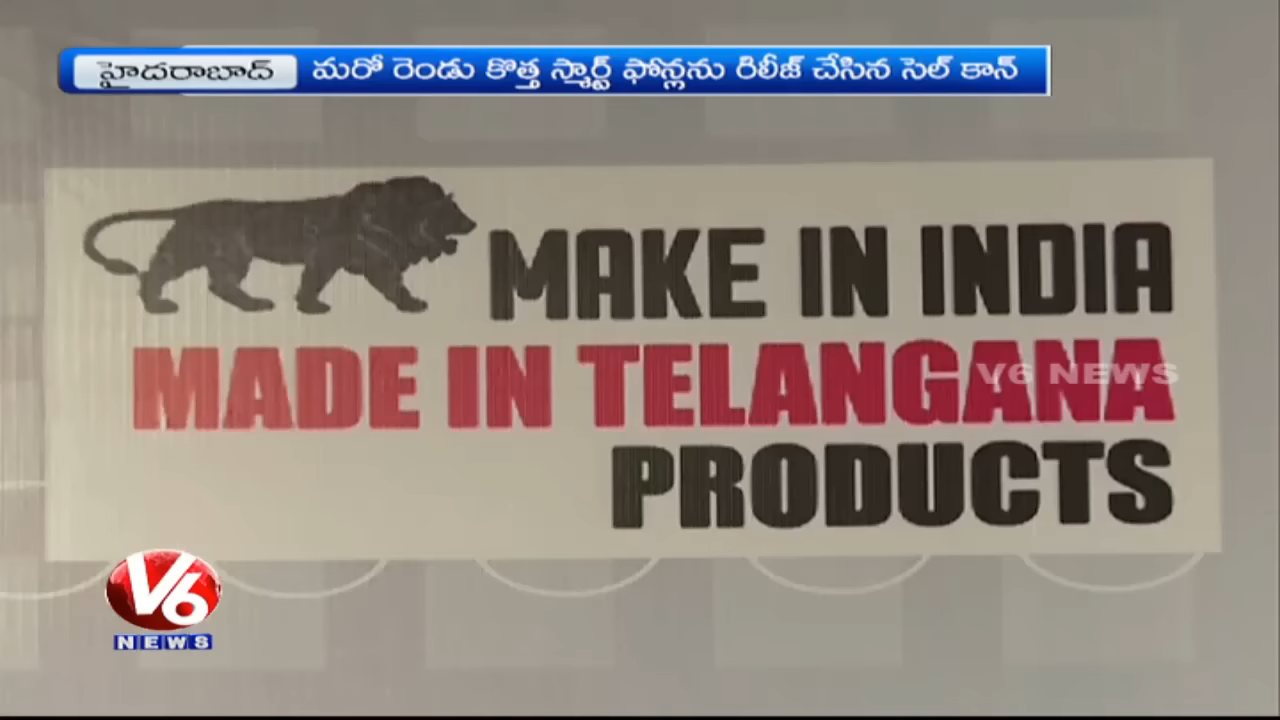 హైదరాబాద్ మరో రెండు కొత్త స్మార్ట్ ఫోన్లను రిలీజ్ చేసిన సెల్ కాన్
MAKE IN INDIA
MADE IN TELANGANA
V6 NEWS
PRODUCTS
V6
NEWS